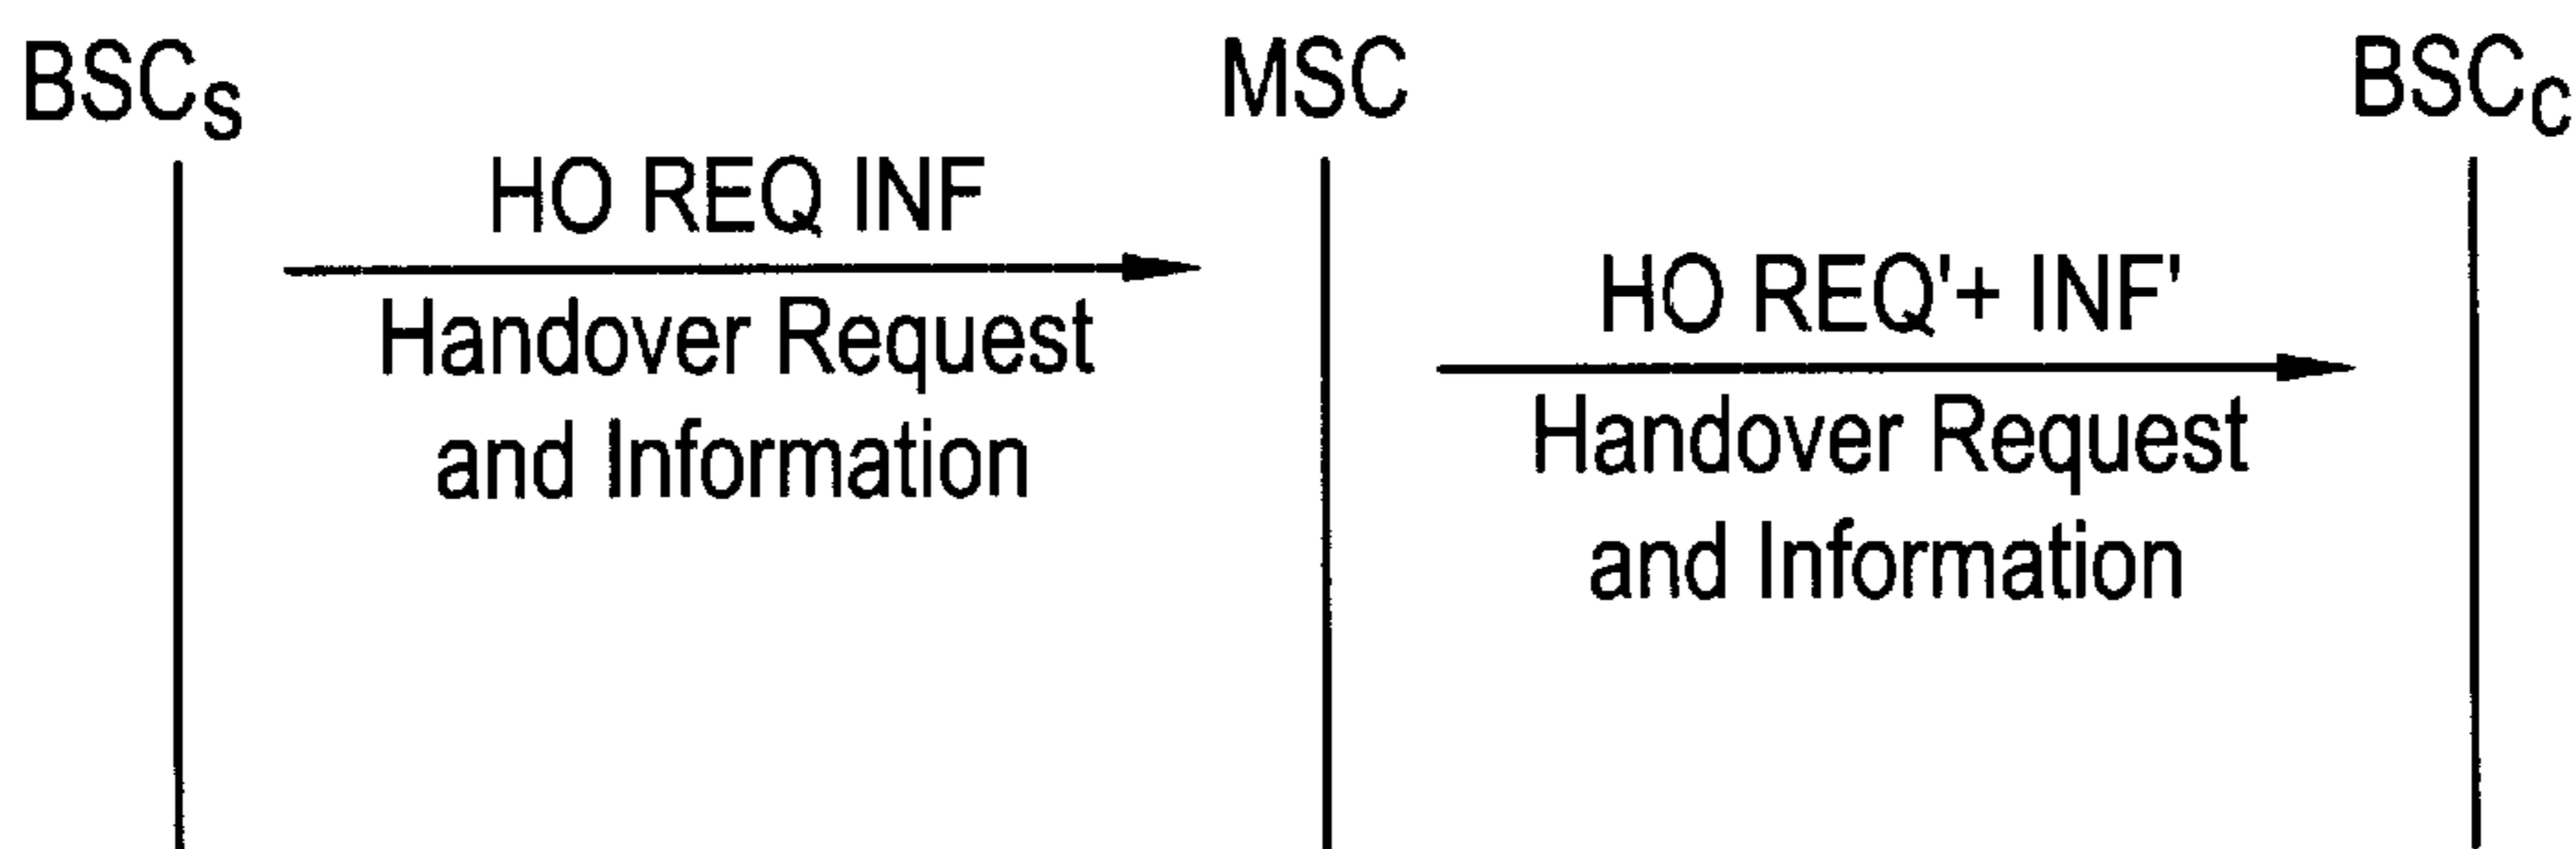 BSCS
MSC
BSCC
HO REQ INF
Handover Request
and Information
HO REQ'+ INF'
Handover Request
and Information